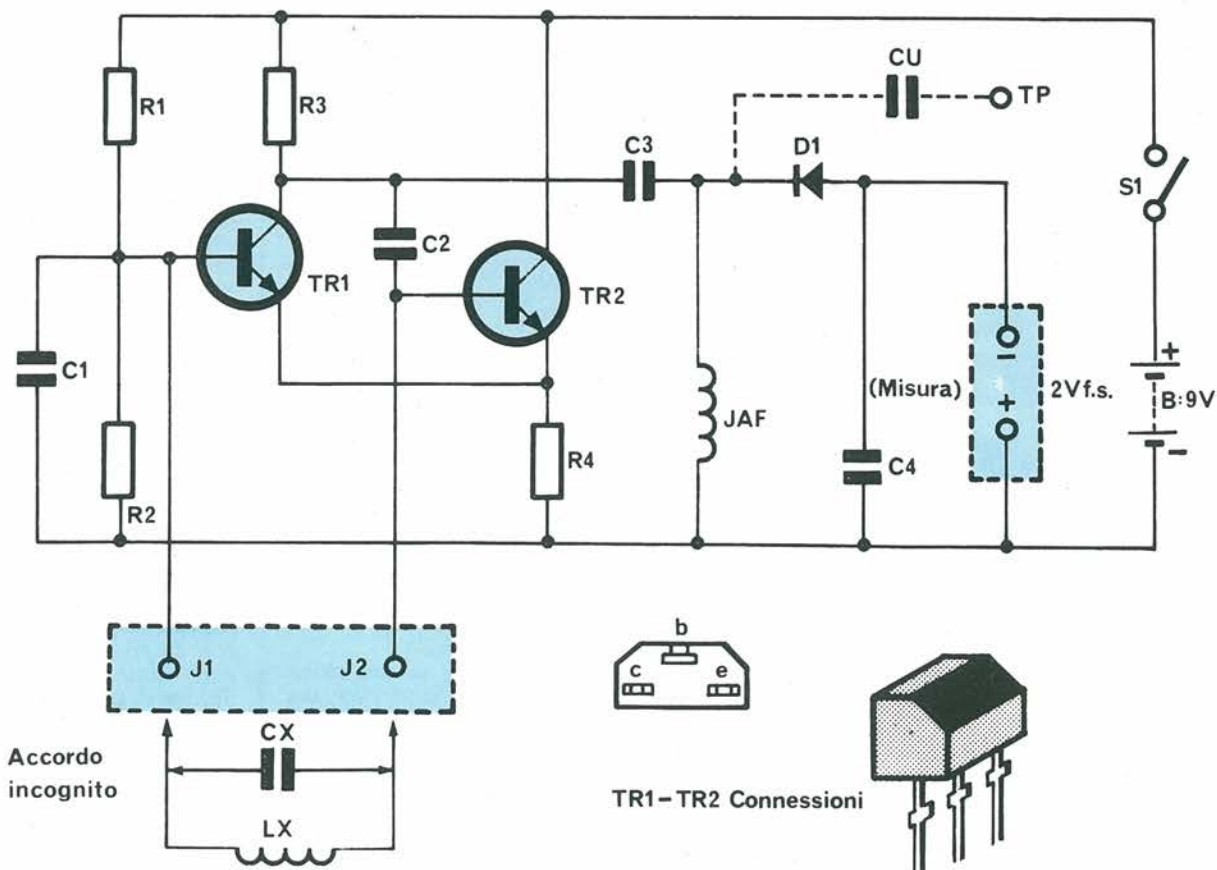 CU
TP
R1
R3
C3
D1
S1
C2
TR1
TR2
C1
+
-
(Misura)
2Vf.s.
B:9V
+
-
JAF
R4
C4
R2
J1
J2
b
c
e
CX
Accordo
incognito
TR1-TR2 Connessioni
LX